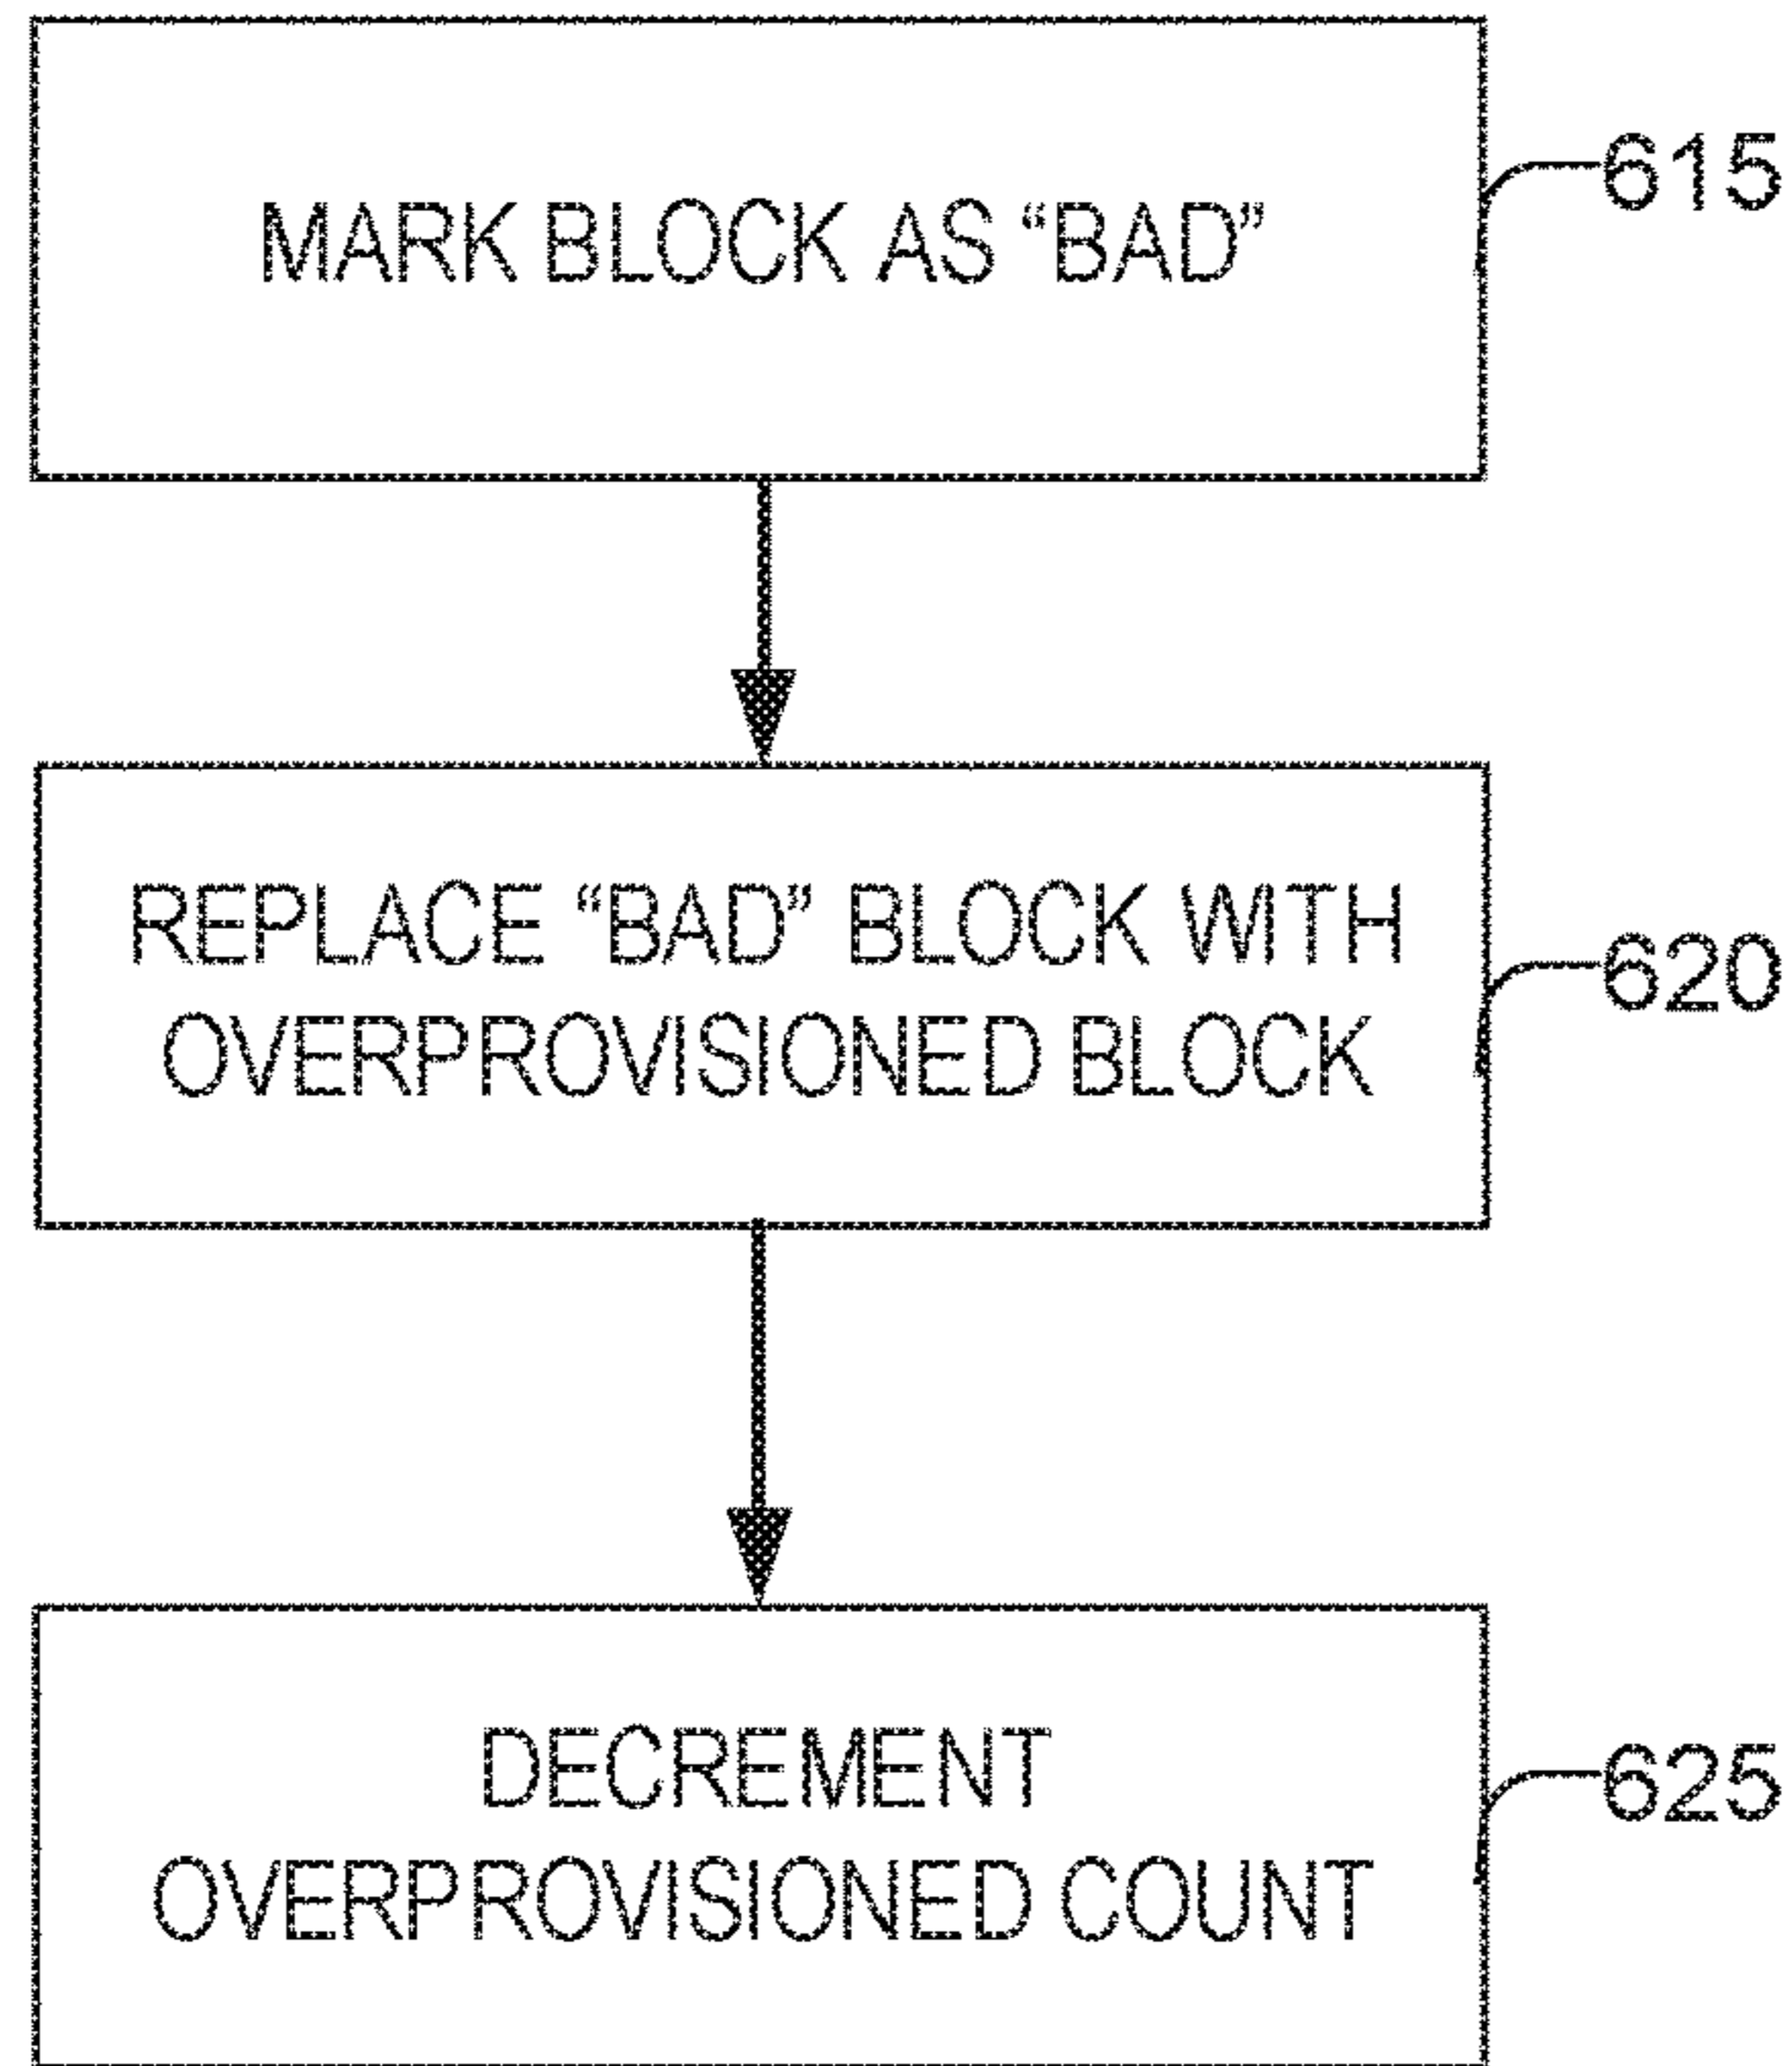 MARK BLOCK AS “BAD”
615
REPLACE “BAD” BLOCK WITH
OVERPROVISIONED BLOCK
620
DECREMENT
OVERPROVISIONED COUNT
625